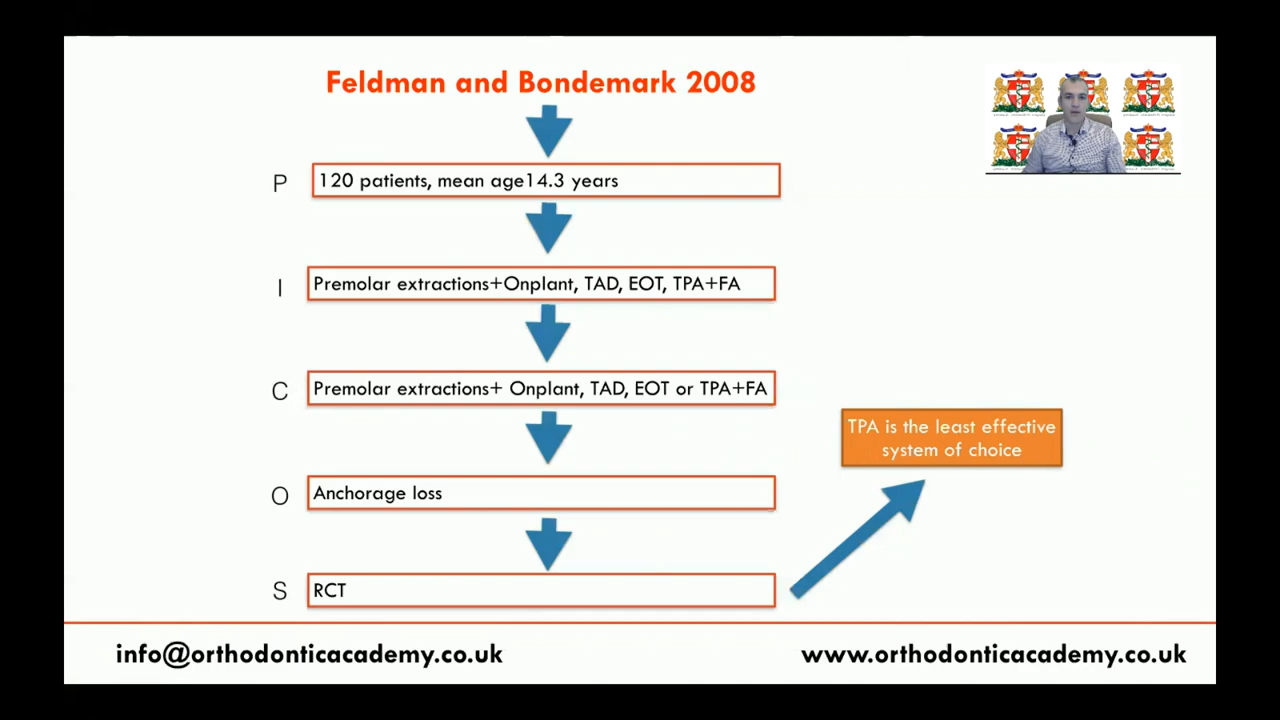 Feldman and Bondemark 2008
P
120 patients, mean age14.3 years
I
Premolar extractions+Onplant, TAD, EOT, TPA+FA
C
Premolar extractions+ Onplant, TAD, EOT or TPA+FA
TPA is the least effective
system of choice
O
Anchorage loss
S
RCT
info@orthodonticacademy.co.uk
www.orthodonticacademy.co.uk